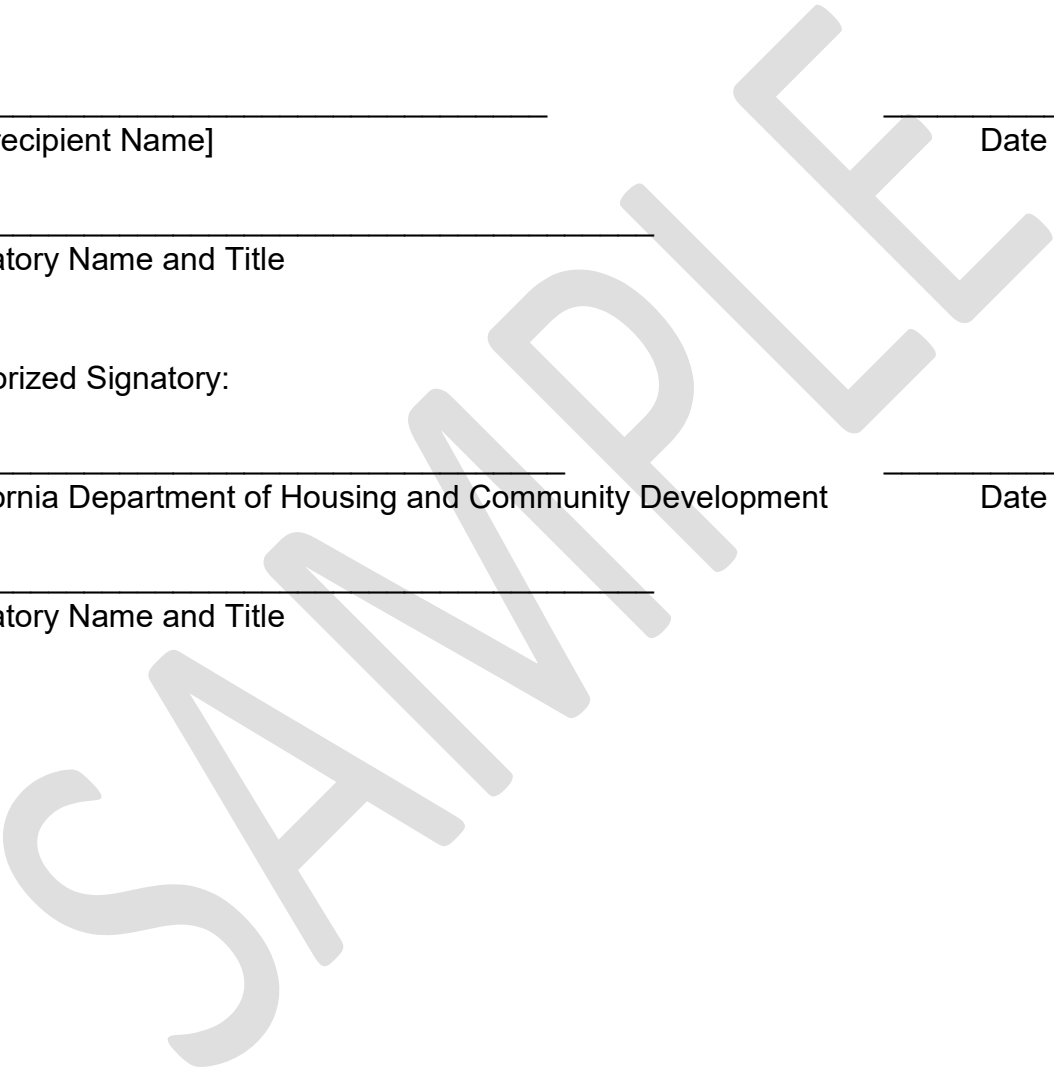 recipient Name] Date
atory Name and Title
orized Signatory:
ornia Department of Housing and Community Development Date
atory Name and Title
SAMPLE